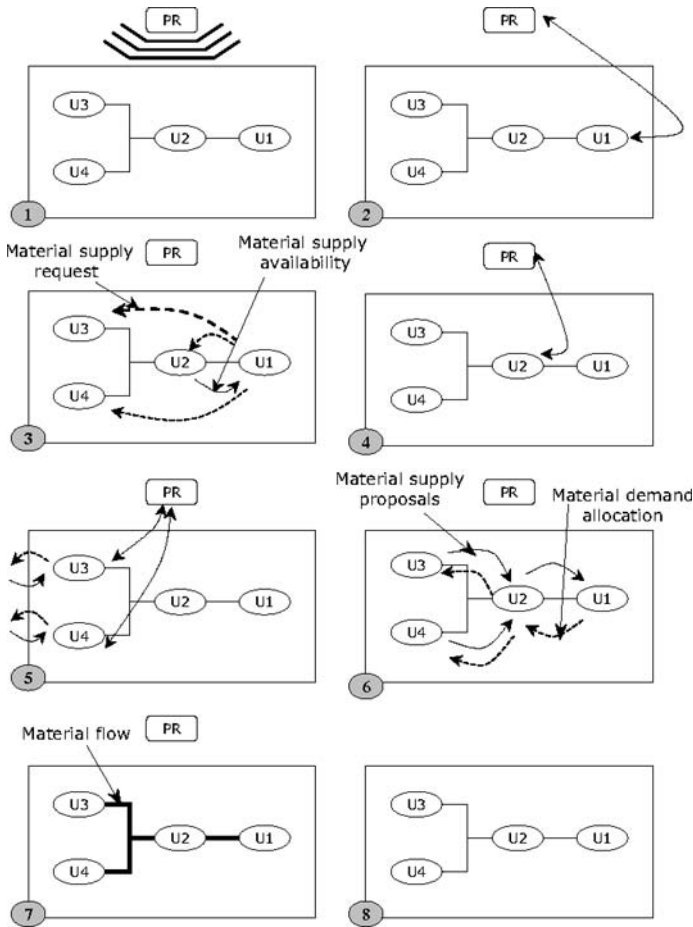 PR
U3
U2 U1
U4
1
PR
U3
U2 U1
U4
2
Material supply
request
PR
Material supply
availability
U3
U2 U1
U4
3
PR
U3
U2 U1
U4
4
PR
U3
U2 U1
U4
5
Material supply
proposals
PR
Material demand
allocation
U3
U2 U1
U4
6
Material flow
PR
U3
U2 U1
U4
7
U3
U2 U1
U4
8